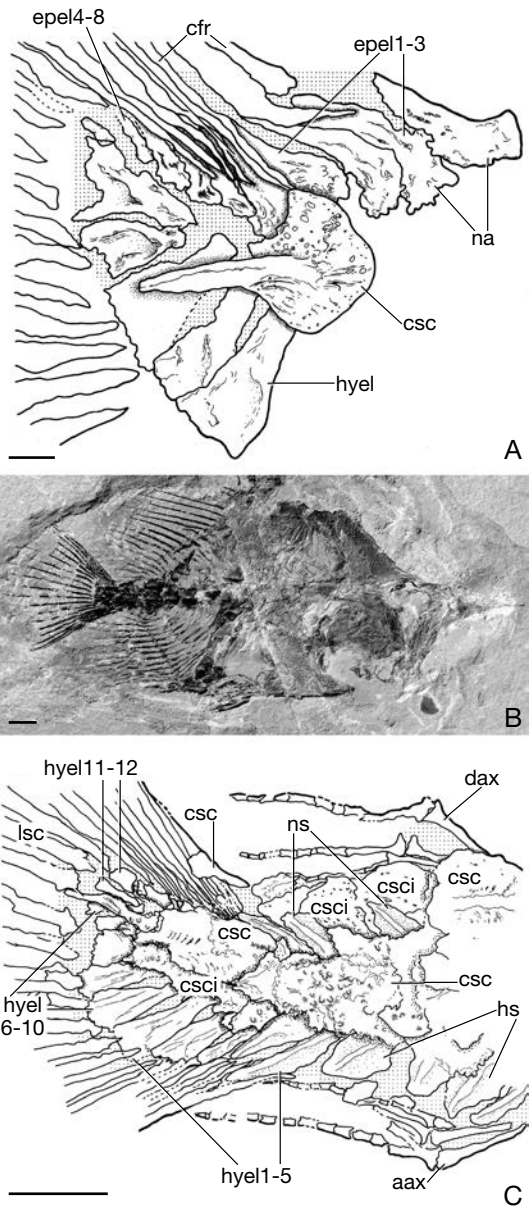 cfr
epel1-3
epel4-8
na
csc
hyel
A
B
hyel11-12
dax
csc
lsc
ns
csci
csci
csc
csc
csci
csc
hyel
6-10
hs
hyel1-5
aax
C